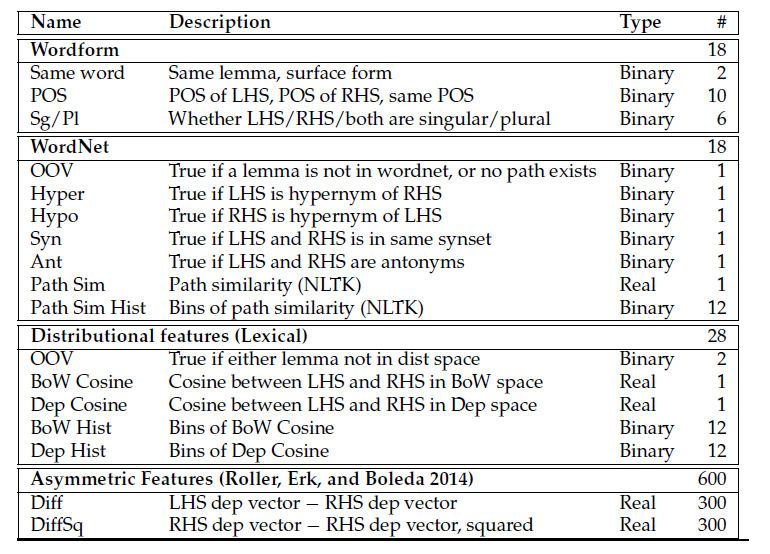 Name Description Type #
Wordform 18
Same word Same lemma, surface form Binary 2
POS POS of LHS, POS of RHS, same POS Binary 10
Sg/Pl Whether LHS/RHS/both are singular/plural Binary 6
WordNet 18
OOV True if a lemma is not in wordnet, or no path exists Binary 1
Hyper True if LHS is hypernym of RHS Binary 1
Hypo True if RHS is hypernym of LHS Binary 1
Syn True if LHS and RHS is in same synset Binary 1
Ant True if LHS and RHS are antonyms Binary 1
Path Sim Path similarity (NLTK) Real 1
Path Sim Hist Bins of path similarity (NLTK) Binary 12
Distributional features (Lexical) 28
OOV True if either lemma not in dist space Binary 2
BoW Cosine Cosine between LHS and RHS in BoW space Real 1
Dep Cosine Cosine between LHS and RHS in Dep space Real 1
BoW Hist Bins of BoW Cosine Binary 12
Dep Hist Bins of Dep Cosine Binary 12
Asymmetric Features (Roller, Erk, and Boleda 2014) 600
Diff LHS dep vector − RHS dep vector Real 300
DiffSq RHS dep vector − RHS dep vector, squared Real 300